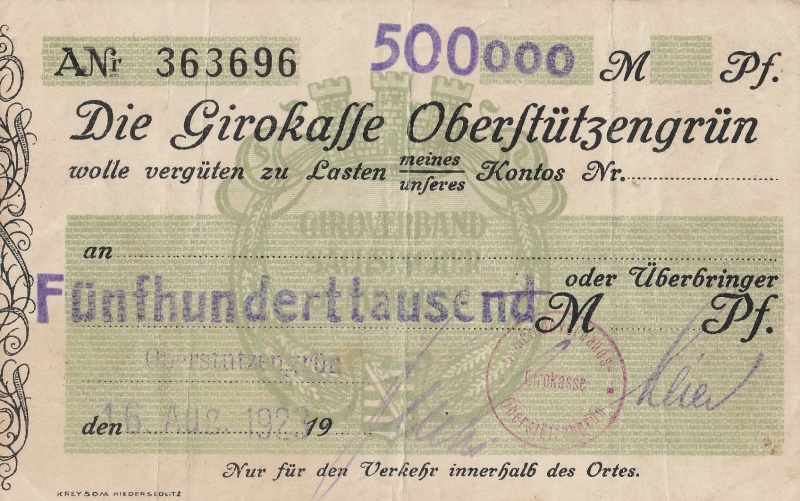 ANr 363696 500000 M Pf.
Die Girokasse Oberstützengrün
wolle vergüten zu Lasten meines
unseres Kontos Nr.
GIROVERBAND
an
oder Überbringer
Fünfhunderttausend M Pf.
Oberstützengrün
Girokasse
Oberstützengrün
den 16. Aug. 1923 19
Nur für den Verkehr innerhalb des Ortes.
KREYSOM NIEDERSEDLITZ